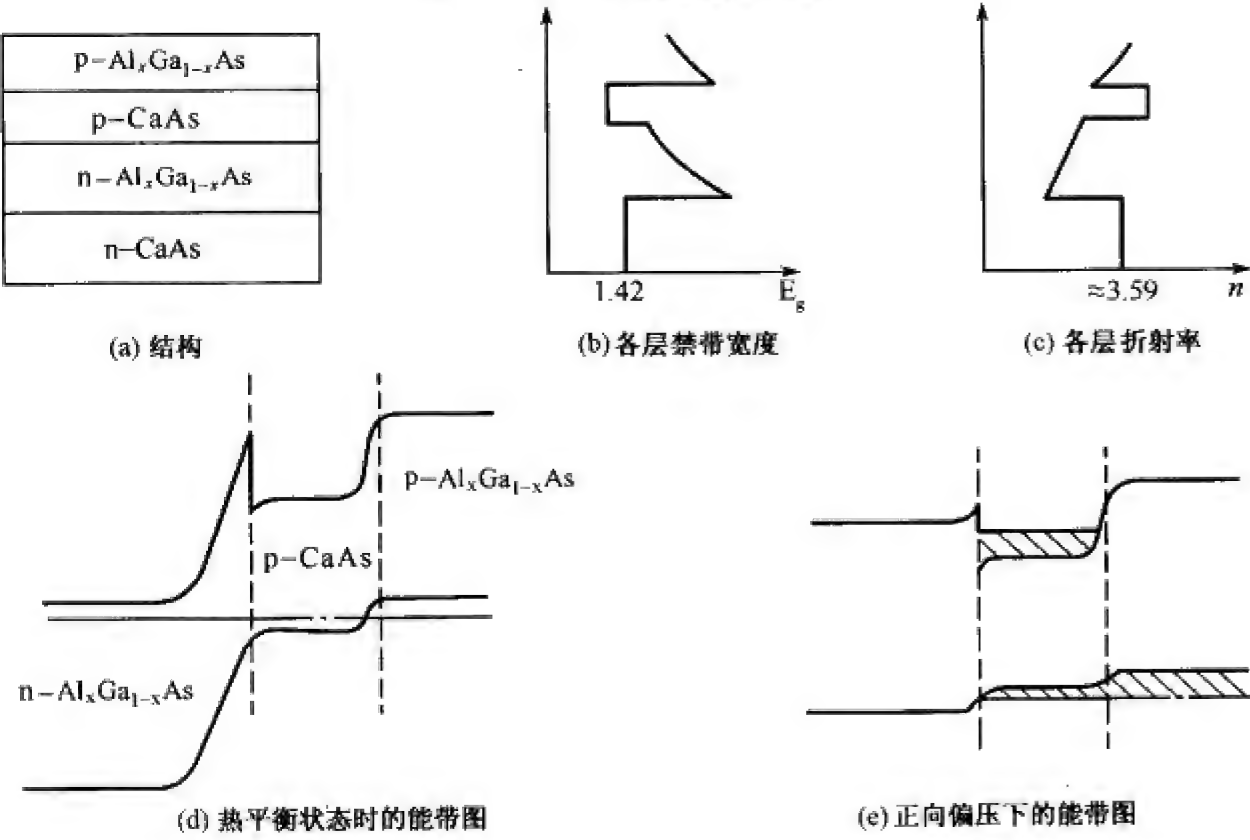 p-AlₓGa₁₋ₓAs
p-CaAs
n-AlₓGa₁₋ₓAs
n-CaAs
(a) 结构
1.42
E_g
(b) 各层禁带宽度
≈3.59
n
(c) 各层折射率
p-AlₓGa₁₋ₓAs
p-CaAs
n-AlₓGa₁₋ₓAs
(d) 热平衡状态时的能带图
(e) 正向偏压下的能带图